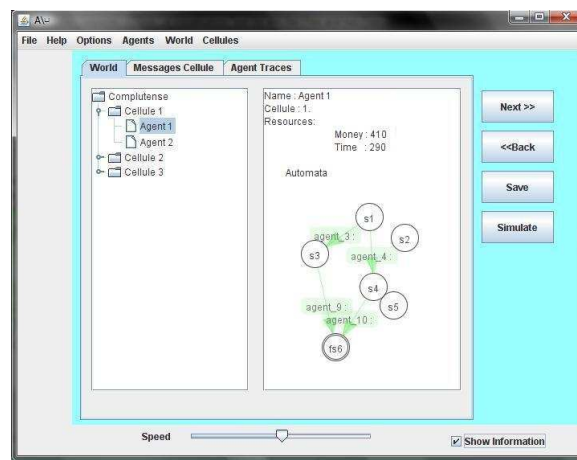 A\~
File Help Options Agents World Cellules
World Messages Cellule Agent Traces
Complutense
Cellule 1
Agent 1
Agent 2
Cellule 2
Cellule 3
Name : Agent 1
Cellule : 1.
Resources:
Money : 410
Time : 290
Automata
s1
agent_3 :
s2
s3
agent_4 :
s4
s5
agent_9 :
agent_10 :
fs6
Next >>
<<Back
Save
Simulate
Speed
Show Information